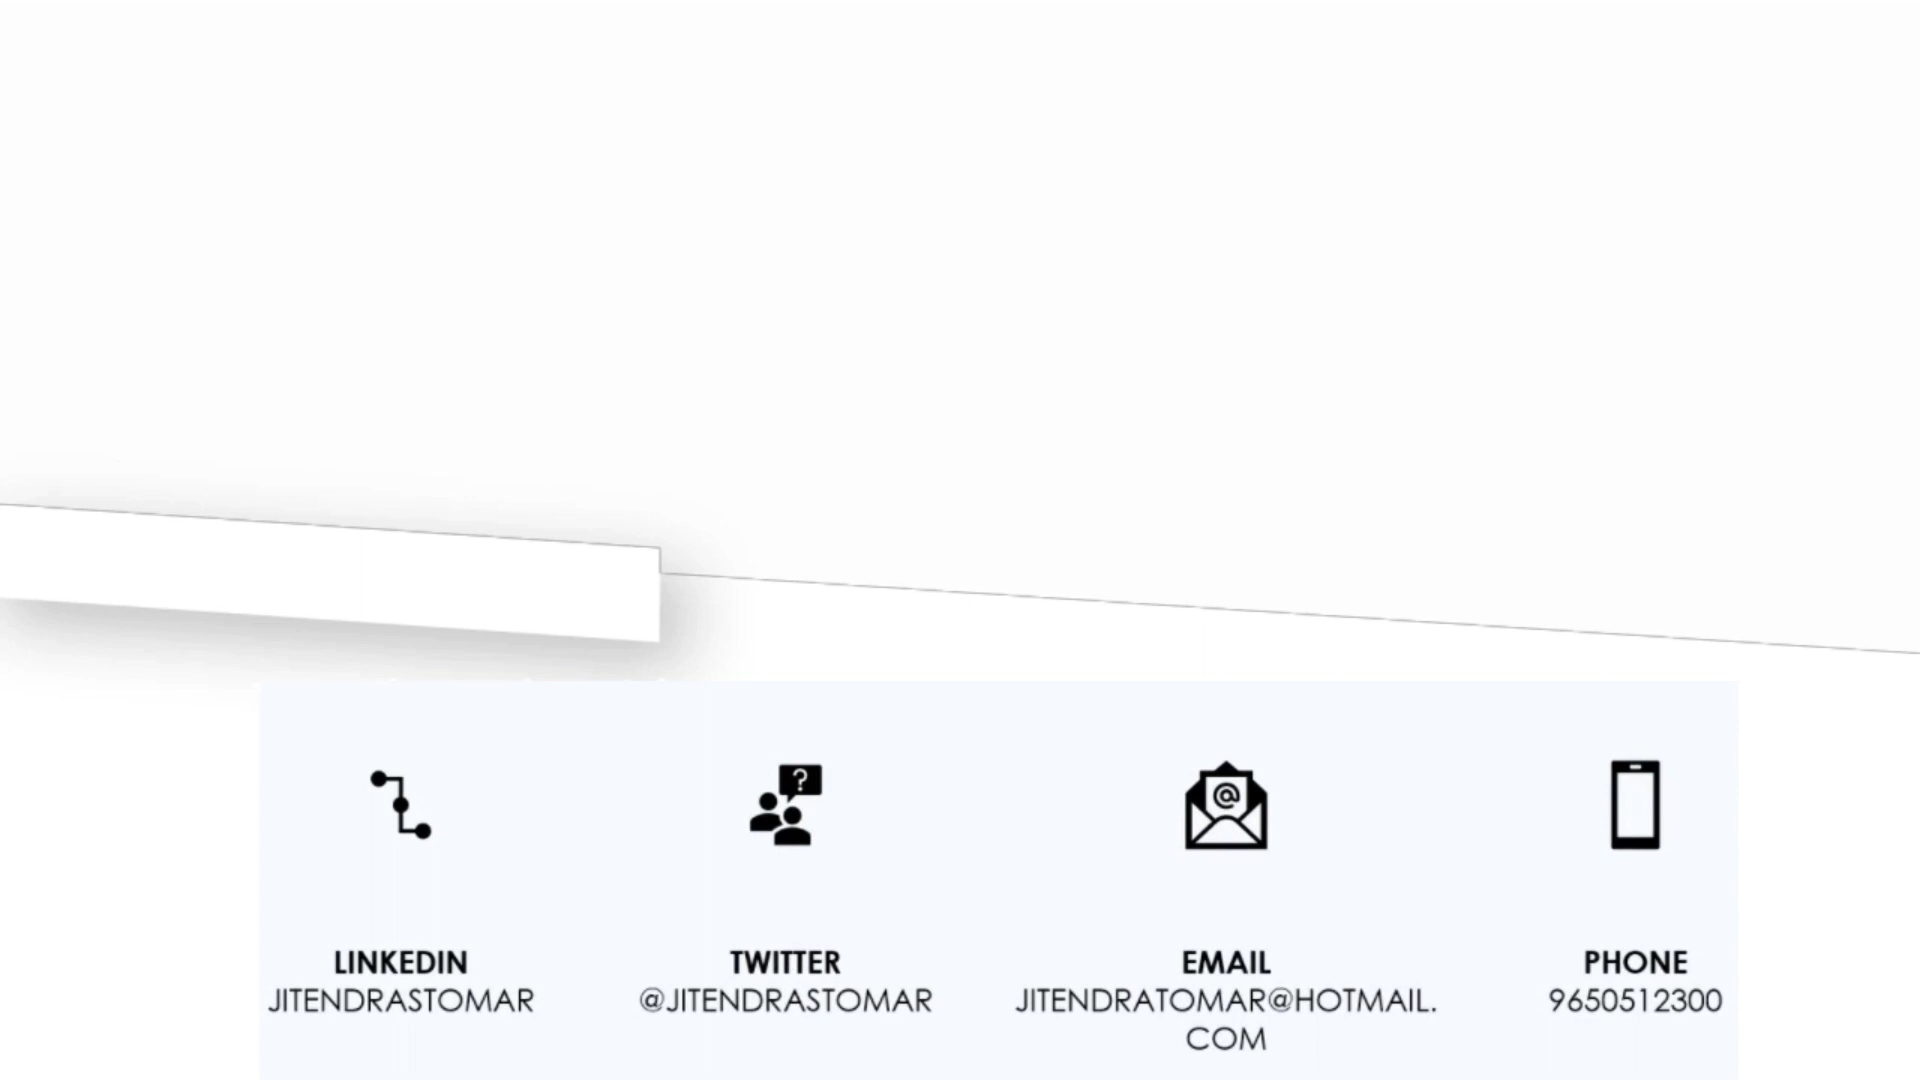 LINKEDIN
JITENDRASTOMAR
TWITTER
@JITENDRASTOMAR
EMAIL
JITENDRATOMAR@HOTMAIL.
COM
PHONE
9650512300